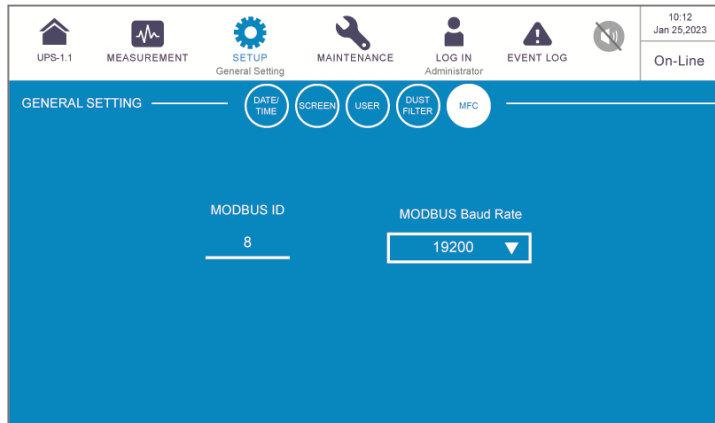 10:12
Jan 25,2023
UPS-1.1
MEASUREMENT
SETUP
General Setting
MAINTENANCE
LOG IN
Administrator
EVENT LOG
On-Line
GENERAL SETTING
DATE/
TIME
SCREEN
USER
DUST
FILTER
MFC
MODBUS ID
8
MODBUS Baud Rate
19200